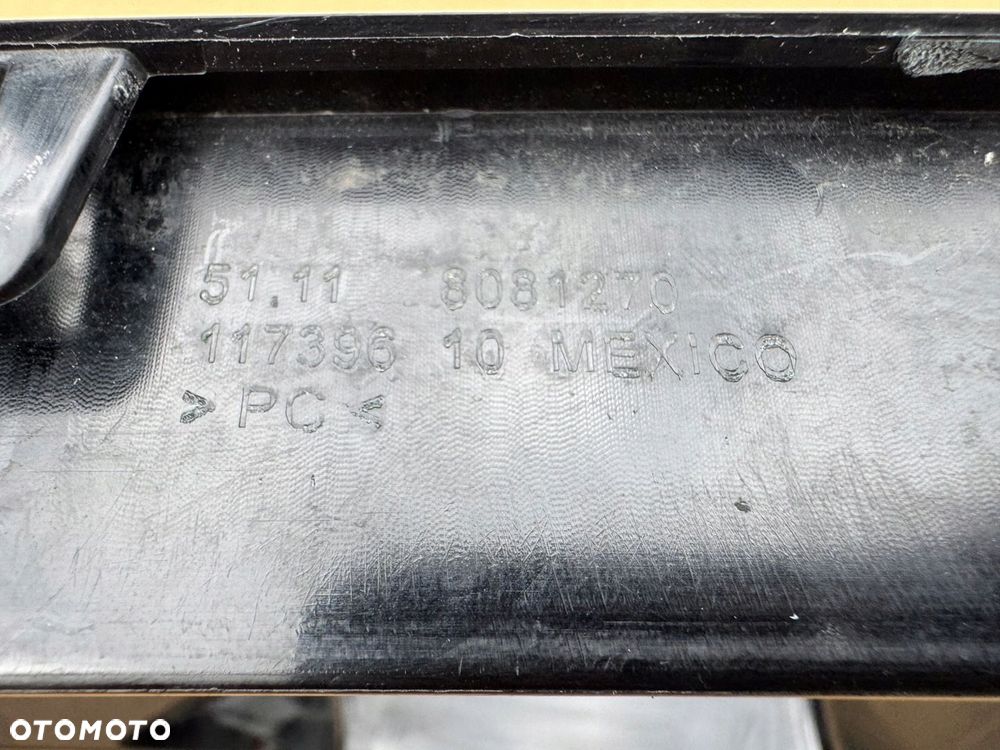 51.11 8081270
117396 10 MEXICO
> PC <
OTOMOTO